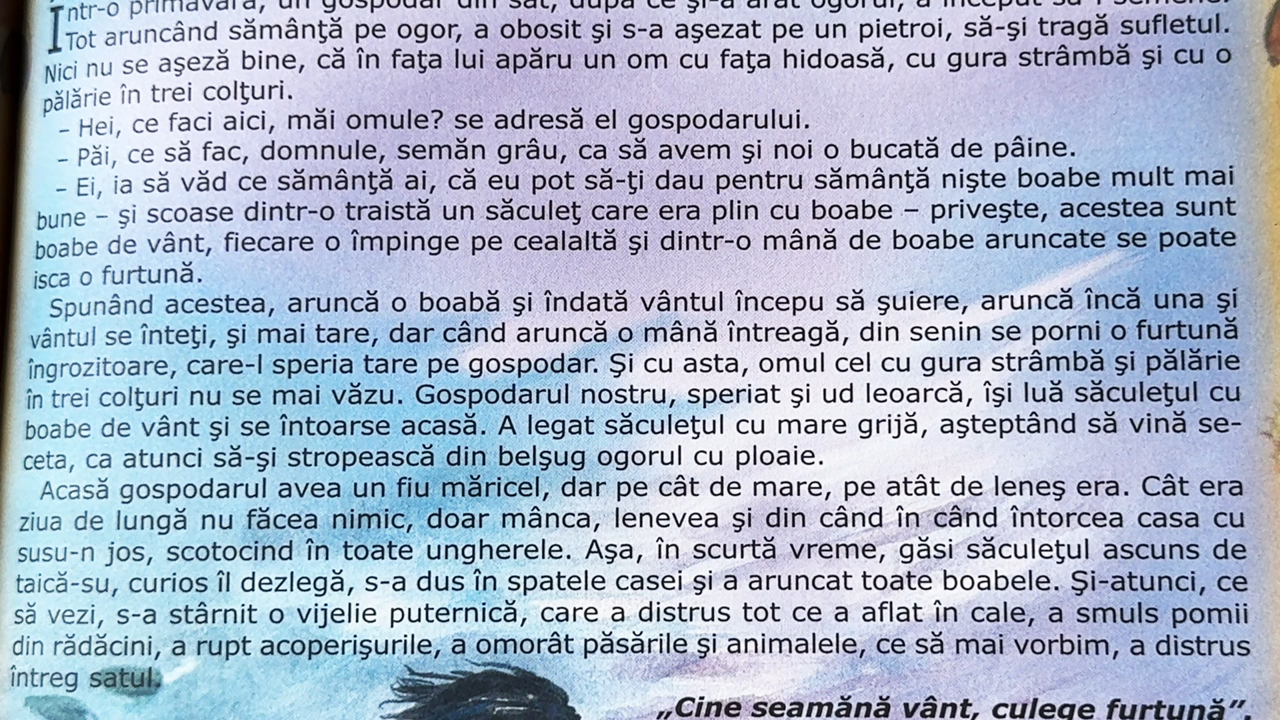 Într-o primăvară, un gospodar din sat, după ce şi-a arat ogorul, a început să-l semene.
Tot aruncând sămânţă pe ogor, a obosit şi s-a aşezat pe un pietroi, să-şi tragă sufletul.
Nici nu se aşeză bine, că în faţa lui apăru un om cu faţa hidoasă, cu gura strâmbă şi cu o
pălărie în trei colţuri.
– Hei, ce faci aici, măi omule? se adresă el gospodarului.
– Păi, ce să fac, domnule, semăn grâu, ca să avem şi noi o bucată de pâine.
– Ei, ia să văd ce sămânţă ai, că eu pot să-ţi dau pentru sămânţă nişte boabe mult mai
bune – şi scoase dintr-o traistă un săculeţ care era plin cu boabe – priveşte, acestea sunt
boabe de vânt, fiecare o împinge pe cealaltă şi dintr-o mână de boabe aruncate se poate
isca o furtună.
Spunând acestea, aruncă o boabă şi îndată vântul începu să şuiere, aruncă încă una şi
vântul se înteţi, şi mai tare, dar când aruncă o mână întreagă, din senin se porni o furtună
îngrozitoare, care-l speria tare pe gospodar. Şi cu asta, omul cel cu gura strâmbă şi pălărie
în trei colţuri nu se mai văzu. Gospodarul nostru, speriat şi ud leoarcă, îşi luă săculeţul cu
boabe de vânt şi se întoarse acasă. A legat săculeţul cu mare grijă, aşteptând să vină se-
ceta, ca atunci să-şi stropească din belşug ogorul cu ploaie.
Acasă gospodarul avea un fiu măricel, dar pe cât de mare, pe atât de leneş era. Cât era
ziua de lungă nu făcea nimic, doar mânca, lenevea şi din când în când întorcea casa cu
susu-n jos, scotocind în toate ungherele. Aşa, în scurtă vreme, găsi săculeţul ascuns de
taică-su, curios îl dezlegă, s-a dus în spatele casei şi a aruncat toate boabele. Şi-atunci, ce
să vezi, s-a stârnit o vijelie puternică, care a distrus tot ce a aflat în cale, a smuls pomii
din rădăcini, a rupt acoperişurile, a omorât păsările şi animalele, ce să mai vorbim, a distrus
întreg satul.
„Cine seamănă vânt, culege furtună”.